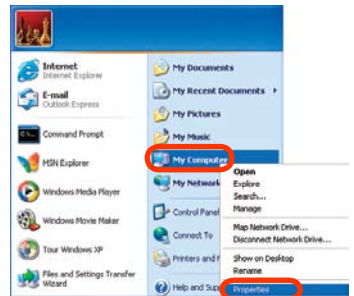 Internet
Internet Explorer
E-mail
Outlook Express
Command Prompt
MSN Explorer
Windows Media Player
Windows Movie Maker
Tour Windows XP
Files and Settings Transfer
Wizard
My Documents
My Recent Documents
My Pictures
My Music
My Computer
My Network
Control Panel
Connect To
Printers and F
Help and Sup
Open
Explore
Search...
Manage
Map Network Drive...
Disconnect Network Drive...
Show on Desktop
Rename
Properties